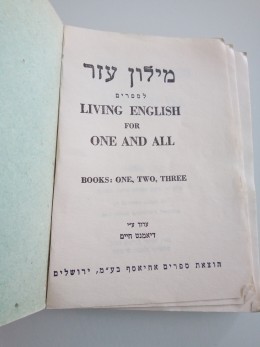 מילון עזר
לספרים
LIVING ENGLISH
FOR
ONE AND ALL
BOOKS: ONE, TWO, THREE
ערוך ע״י
דיאמנט חיים
הוצאת ספרים אחיאסף בע״מ, ירושלים